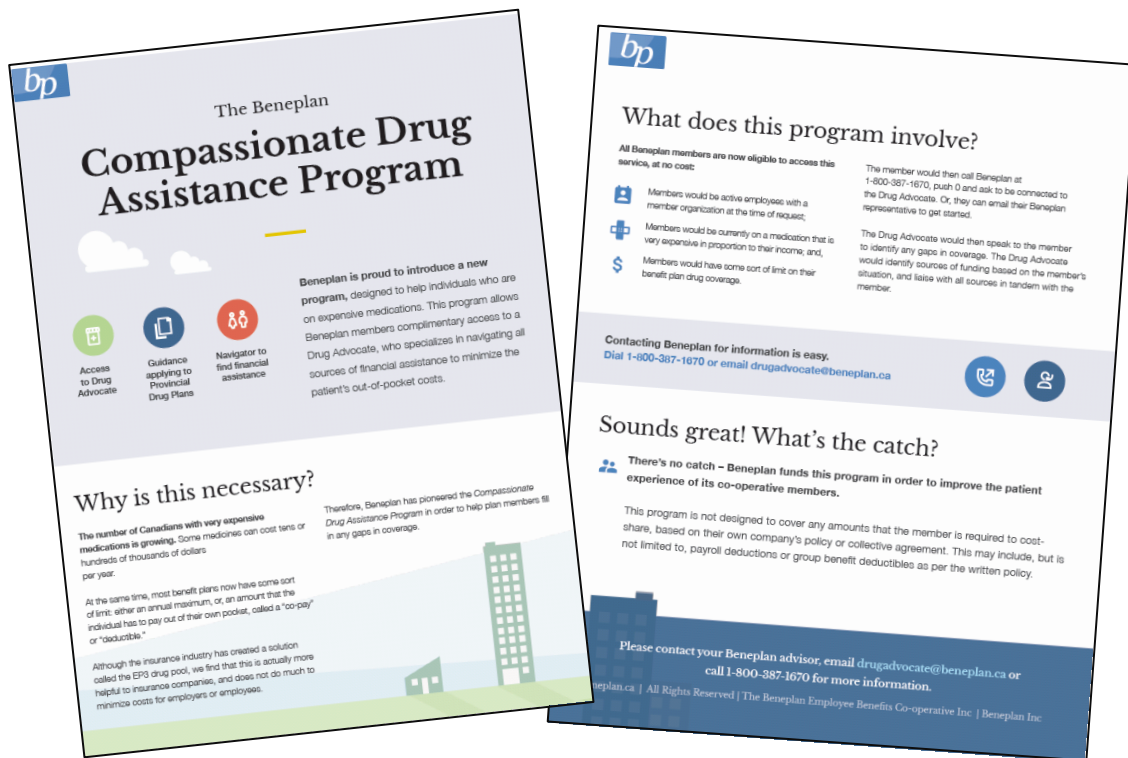 bp
The Beneplan
Compassionate Drug
Assistance Program
Access
to Drug
Advocate
Guidance
applying to
Provincial
Drug Plans
Navigator to
find financial
assistance
Beneplan is proud to introduce a new
program, designed to help individuals who are
on expensive medications. This program allows
Beneplan members complimentary access to a
Drug Advocate, who specializes in navigating all
sources of financial assistance to minimize the
patient's out-of-pocket costs.
Why is this necessary?
The number of Canadians with very expensive
medications is growing. Some medicines can cost tens or
hundreds of thousands of dollars
per year.
At the same time, most benefit plans now have some sort
of limit: either an annual maximum, or, an amount that the
individual has to pay out of their own pocket, called a "co-pay"
or "deductible."
Although the insurance industry has created a solution
called the EP3 drug pool, we find that this is actually more
helpful to insurance companies, and does not do much to
minimize costs for employers or employees.
Therefore, Beneplan has pioneered the Compassionate
Drug Assistance Program in order to help plan members fill
in any gaps in coverage.
bp
What does this program involve?
All Beneplan members are now eligible to access this
service, at no cost:
Members would be active employees with a
member organization at the time of request;
Members would be currently on a medication that is
very expensive in proportion to their income; and,
$
Members would have some sort of limit on their
benefit plan drug coverage.
The member would then call Beneplan at
1-800-387-1670, push 0 and ask to be connected to
the Drug Advocate. Or, they can email their Beneplan
representative to get started.
The Drug Advocate would then speak to the member
to identify any gaps in coverage. The Drug Advocate
would identify sources of funding based on the member's
situation, and liaise with all sources in tandem with the
member.
Contacting Beneplan for information is easy.
Dial 1-800-387-1670 or email drugadvocate@beneplan.ca
Sounds great! What's the catch?
There's no catch – Beneplan funds this program in order to improve the patient
experience of its co-operative members.
This program is not designed to cover any amounts that the member is required to cost-
share, based on their own company's policy or collective agreement. This may include, but is
not limited to, payroll deductions or group benefit deductibles as per the written policy.
Please contact your Beneplan advisor, email drugadvocate@beneplan.ca or
call 1-800-387-1670 for more information.
neplan.ca | All Rights Reserved | The Beneplan Employee Benefits Co-operative Inc | Beneplan Inc